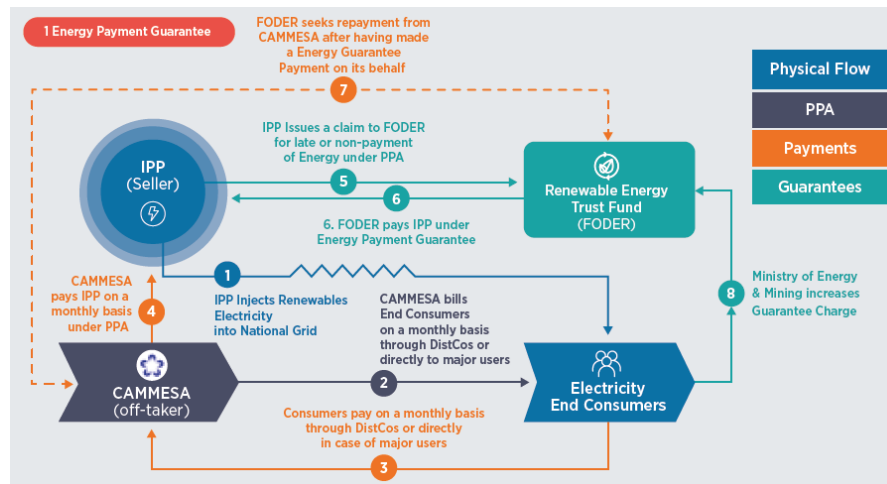 1 Energy Payment Guarantee
FODER seeks repayment from
CAMMESA after having made
a Energy Guarantee
Payment on its behalf
7
Physical Flow
PPA
Payments
Guarantees
IPP
(Seller)
IPP Issues a claim to FODER
for late or non-payment
of Energy under PPA
5
6
6. FODER pays IPP under
Energy Payment Guarantee
Renewable Energy
Trust Fund
(FODER)
CAMMESA
pays IPP on a
monthly basis
under PPA
4
1
IPP Injects Renewables
Electricity
into National Grid
CAMMESA bills
End Consumers
on a monthly basis
through DistCos or
directly to major users
2
8
Ministry of Energy
& Mining increases
Guarantee Charge
CAMMESA
(off-taker)
Electricity
End Consumers
Consumers pay on a monthly basis
through DistCos or directly
in case of major users
3